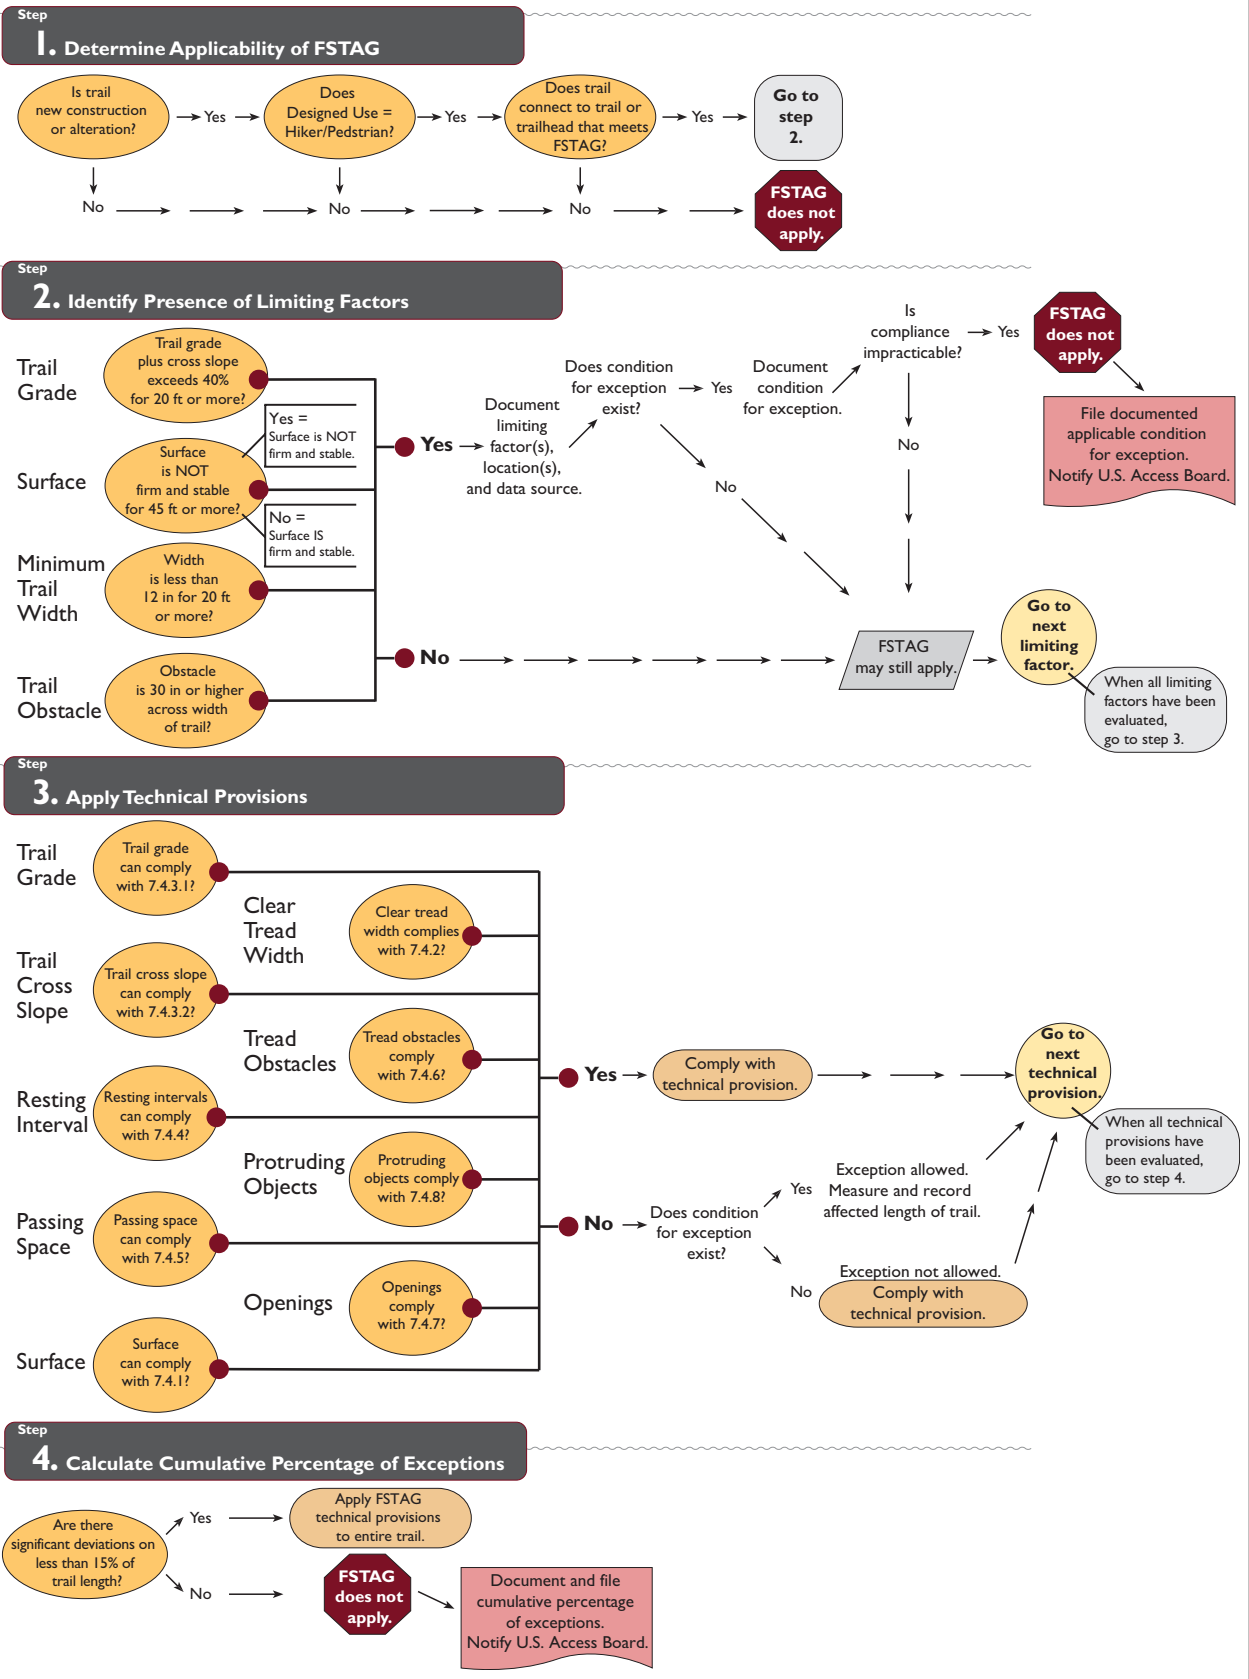 Step
1. Determine Applicability of FSTAG
Is trail
new construction
or alteration?
Yes
Does
Designed Use =
Hiker/Pedstrian?
Yes
Does trail
connect to trail or
trailhead that meets
FSTAG?
Yes
Go to
step
2.
No
No
No
FSTAG
does not
apply.
Step
2. Identify Presence of Limiting Factors
Trail
Grade
Trail grade
plus cross slope
exceeds 40%
for 20 ft or more?
Yes =
Surface is NOT
firm and stable.
Surface
Surface
is NOT
firm and stable
for 45 ft or more?
No =
Surface IS
firm and stable.
Minimum
Trail
Width
Width
is less than
12 in for 20 ft
or more?
Trail
Obstacle
Obstacle
is 30 in or higher
across width
of trail?
Yes
Document
limiting
factor(s),
location(s),
and data source.
Does condition
for exception
exist?
Yes
Document
condition
for exception.
Is
compliance
impracticable?
Yes
FSTAG
does not
apply.
File documented
applicable condition
for exception.
Notify U.S. Access Board.
No
No
No
FSTAG
may still apply.
Go to
next
limiting
factor.
When all limiting
factors have been
evaluated,
go to step 3.
Step
3. Apply Technical Provisions
Trail
Grade
Trail grade
can comply
with 7.4.3.1?
Clear
Tread
Width
Clear tread
width complies
with 7.4.2?
Trail
Cross
Slope
Trail cross slope
can comply
with 7.4.3.2?
Tread
Obstacles
Tread obstacles
comply
with 7.4.6?
Resting
Interval
Resting intervals
can comply
with 7.4.4?
Protruding
Objects
Protruding
objects comply
with 7.4.8?
Passing
Space
Passing space
can comply
with 7.4.5?
Openings
Openings
comply
with 7.4.7?
Surface
Surface
can comply
with 7.4.1?
Yes
Comply with
technical provision.
Go to
next
technical
provision.
When all technical
provisions have
been evaluated,
go to step 4.
No
Does condition
for exception
exist?
Yes
Exception allowed.
Measure and record
affected length of trail.
No
Exception not allowed.
Comply with
technical provision.
Step
4. Calculate Cumulative Percentage of Exceptions
Are there
significant deviations on
less than 15% of
trail length?
Yes
Apply FSTAG
technical provisions
to entire trail.
No
FSTAG
does not
apply.
Document and file
cumulative percentage
of exceptions.
Notify U.S. Access Board.